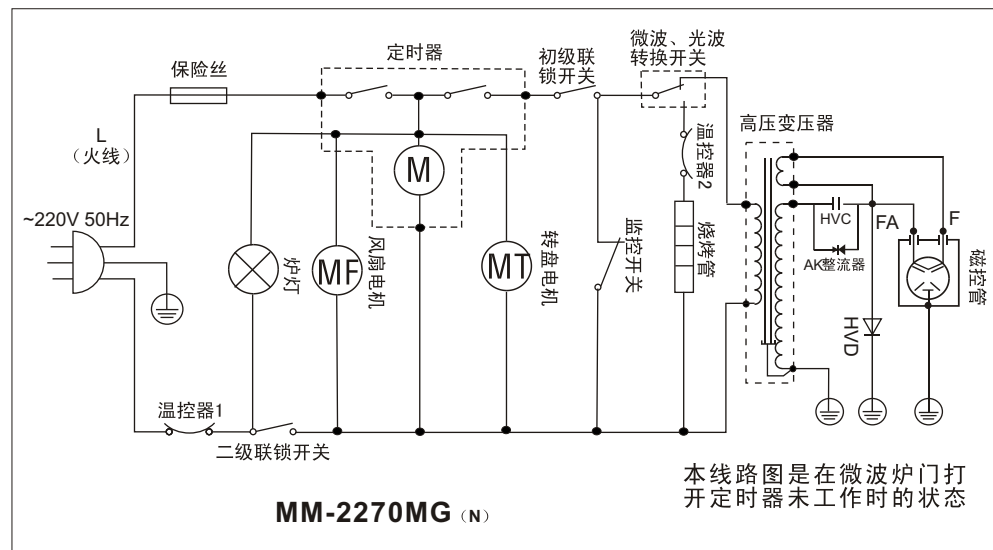 保险丝
定时器
初级联
锁开关
微波、光波
转换开关
L
（火线）
~220V 50Hz
M
温控器2
高压变压器
HVC
FA
F
AK整流器
炉灯
MF
风扇电机
MT
转盘电机
监控开关
烧烤管
磁控管
HVD
温控器1
二级联锁开关
本线路图是在微波炉门打
开定时器未工作时的状态
MM-2270MG（N）